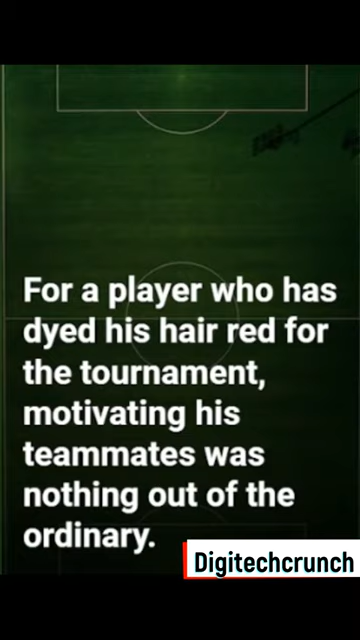 For a player who has
dyed his hair red for
the tournament,
motivating his
teammates was
nothing out of the
ordinary.
Digitechcrunch